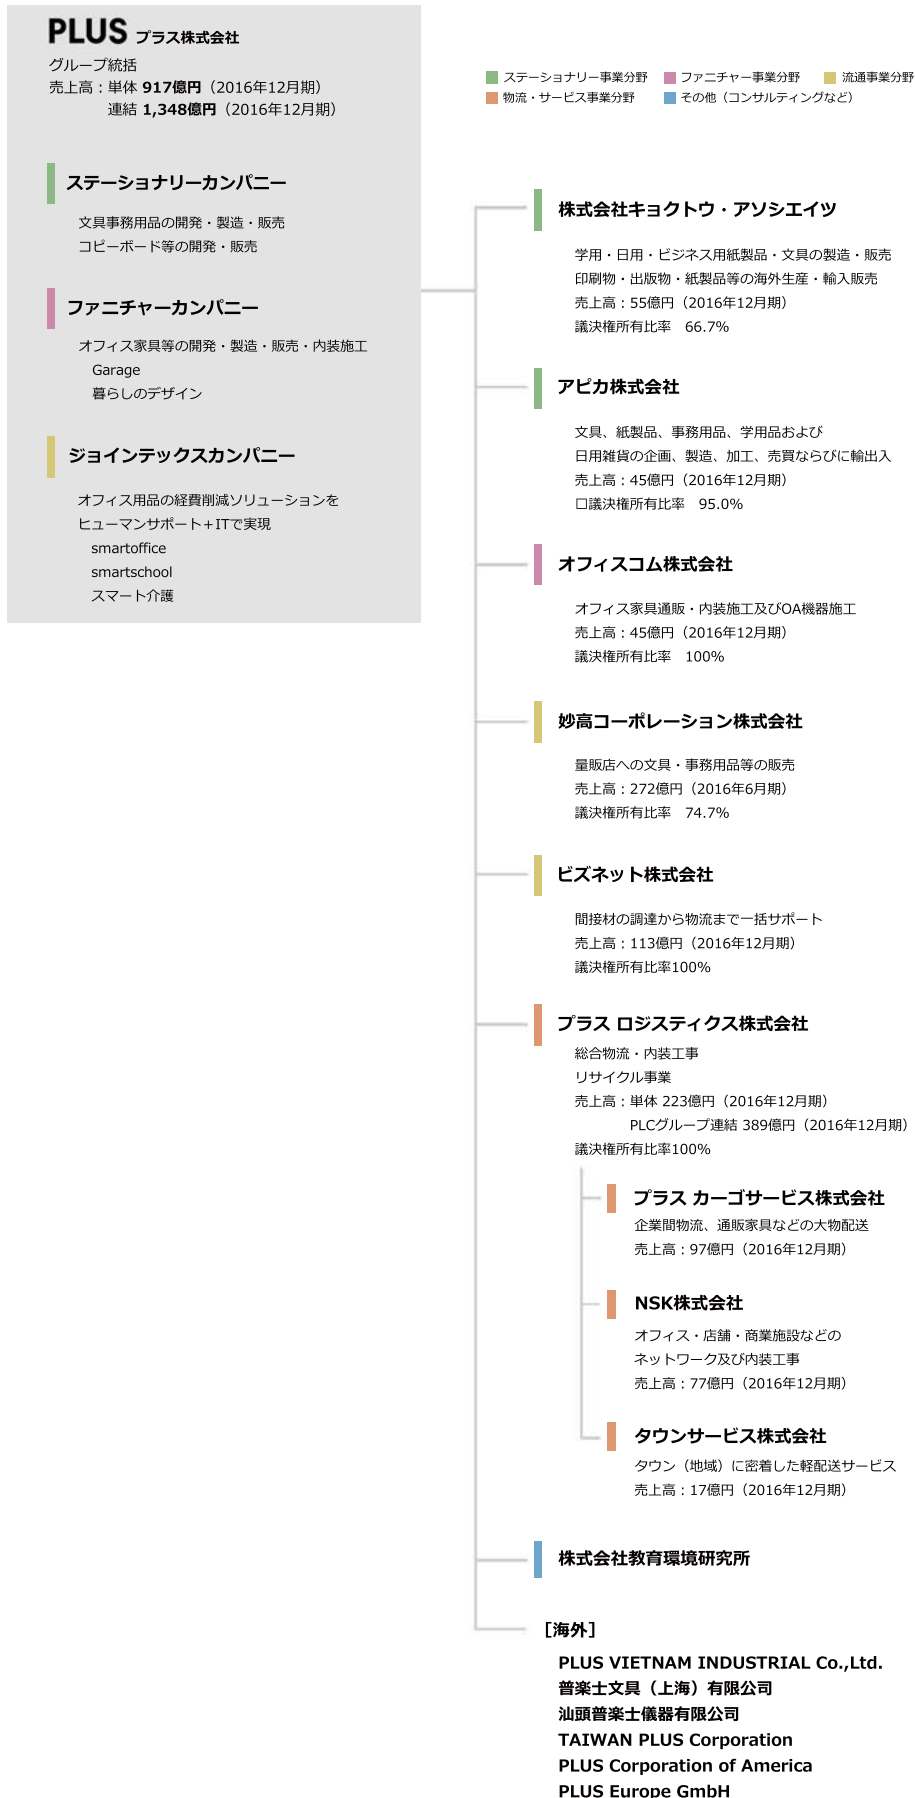 PLUS プラス株式会社
グループ統括
売上高：単体 917億円（2016年12月期）
連結 1,348億円（2016年12月期）
ステーショナリーカンパニー
文具事務用品の開発・製造・販売
コピーボード等の開発・販売
ファニチャーカンパニー
オフィス家具等の開発・製造・販売・内装施工
Garage
暮らしのデザイン
ジョインテックスカンパニー
オフィス用品の経費削減ソリューションを
ヒューマンサポート＋ITで実現
smartoffice
smartschool
スマート介護
ステーショナリー事業分野 ファニチャー事業分野 流通事業分野
物流・サービス事業分野 その他（コンサルティングなど）
株式会社キョクトウ・アソシエイツ
学用・日用・ビジネス用紙製品・文具の製造・販売
印刷物・出版物・紙製品等の海外生産・輸入販売
売上高：55億円（2016年12月期）
議決権所有比率　66.7%
アピカ株式会社
文具、紙製品、事務用品、学用品および
日用雑貨の企画、製造、加工、売買ならびに輸出入
売上高：45億円（2016年12月期）
□議決権所有比率　95.0%
オフィスコム株式会社
オフィス家具通販・内装施工及びOA機器施工
売上高：45億円（2016年12月期）
議決権所有比率　100%
妙高コーポレーション株式会社
量販店への文具・事務用品等の販売
売上高：272億円（2016年6月期）
議決権所有比率　74.7%
ビズネット株式会社
間接材の調達から物流まで一括サポート
売上高：113億円（2016年12月期）
議決権所有比率100%
プラス ロジスティクス株式会社
総合物流・内装工事
リサイクル事業
売上高：単体 223億円（2016年12月期）
PLCグループ連結 389億円（2016年12月期）
議決権所有比率100%
プラス カーゴサービス株式会社
企業間物流、通販家具などの大物配送
売上高：97億円（2016年12月期）
NSK株式会社
オフィス・店舗・商業施設などの
ネットワーク及び内装工事
売上高：77億円（2016年12月期）
タウンサービス株式会社
タウン（地域）に密着した軽配送サービス
売上高：17億円（2016年12月期）
株式会社教育環境研究所
［海外］
PLUS VIETNAM INDUSTRIAL Co.,Ltd.
普楽士文具（上海）有限公司
汕頭普楽士儀器有限公司
TAIWAN PLUS Corporation
PLUS Corporation of America
PLUS Europe GmbH